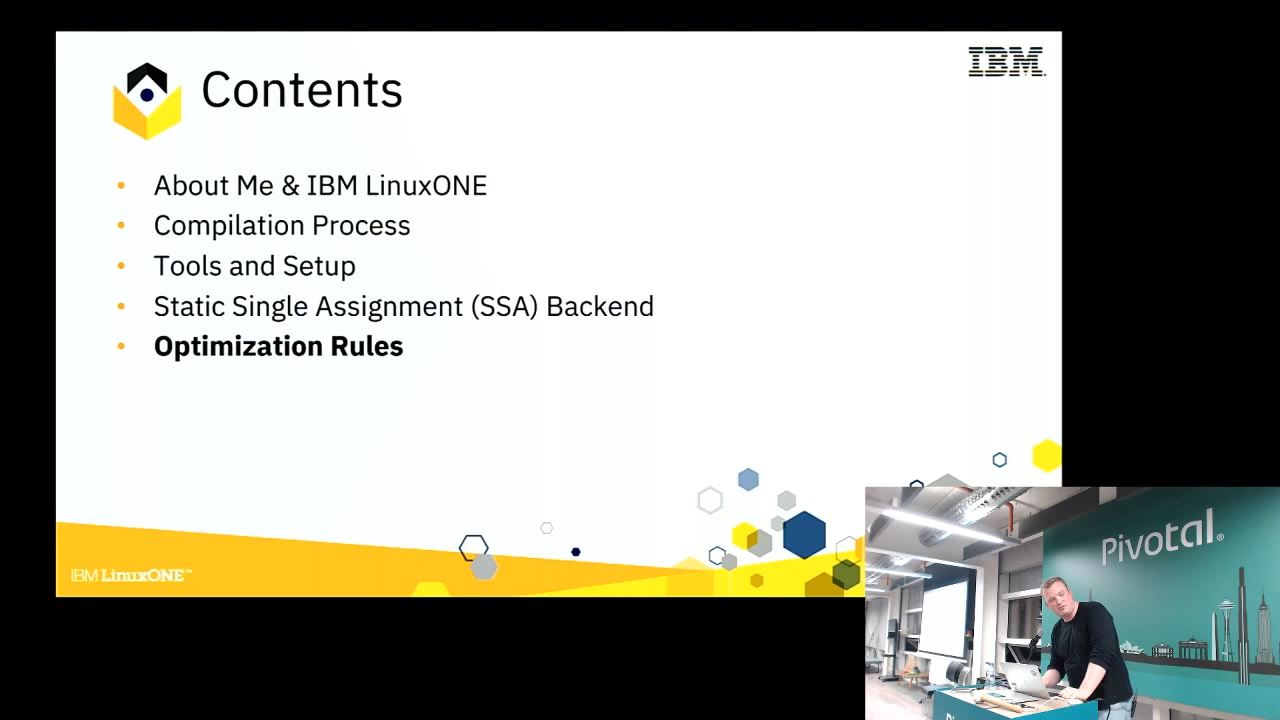 Contents
IBM
About Me & IBM LinuxONE
Compilation Process
Tools and Setup
Static Single Assignment (SSA) Backend
Optimization Rules
IBM LinuxONE™
Pivotal®